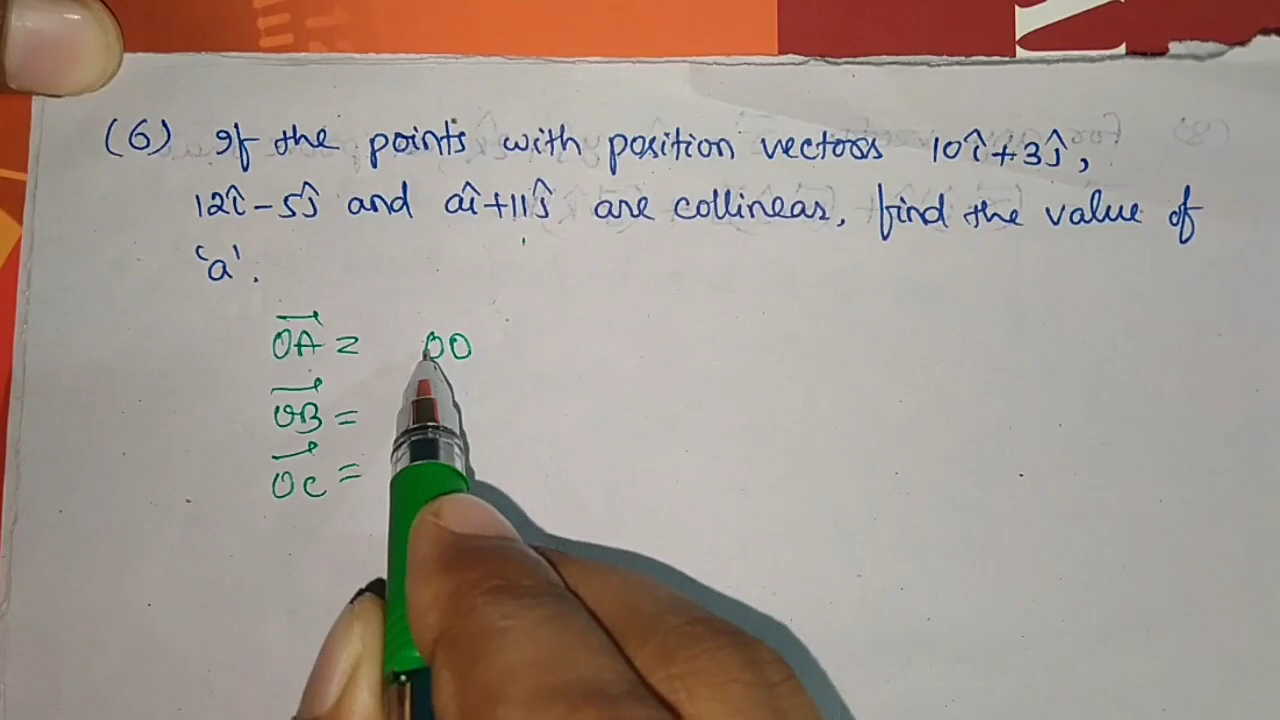 (6) If the points with position vectors 10î+3ĵ,
12î-5ĵ and aî+11ĵ are collinear, find the value of
'a'.
OA⃗ =
OB⃗ =
OC⃗ =